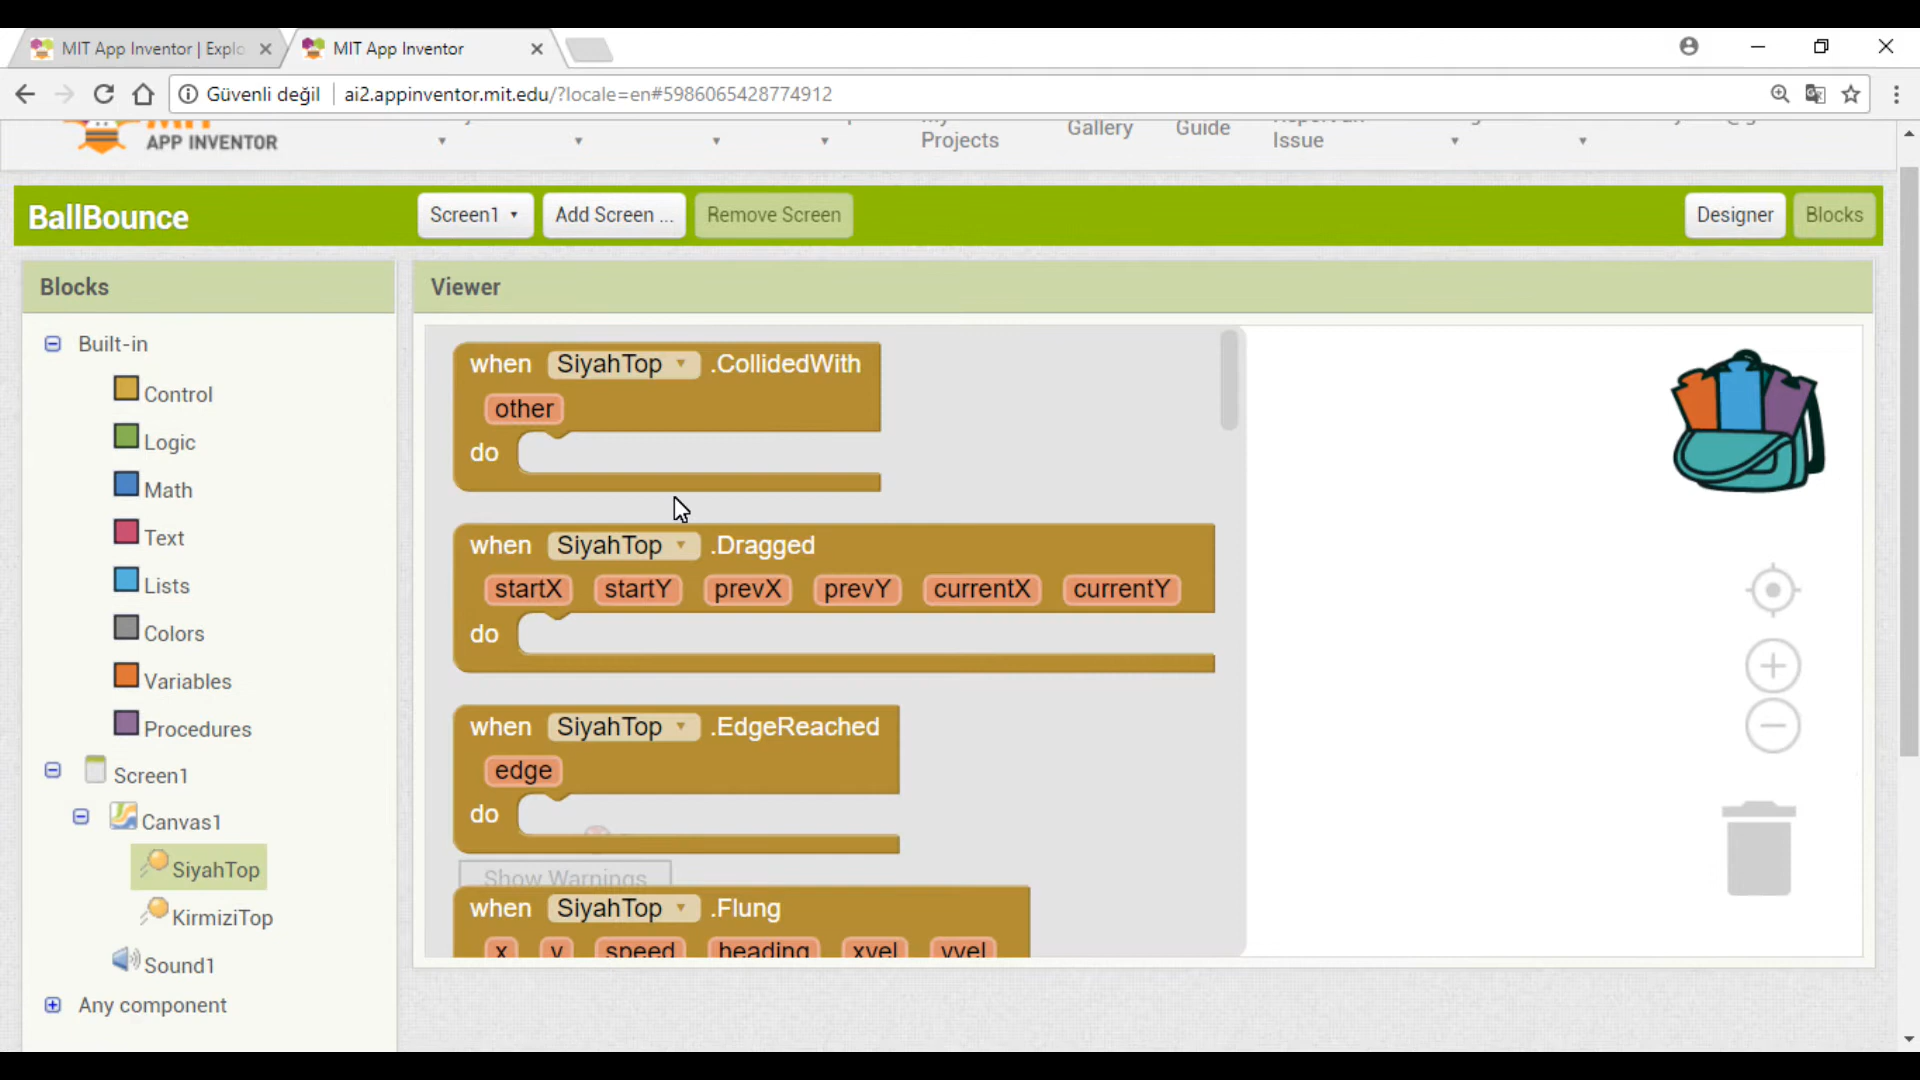 MIT App Inventor | Explo
MIT App Inventor
Güvenli değil
ai2.appinventor.mit.edu/?locale=en#5986065428774912
APP INVENTOR
Projects
Gallery
Guide
Issue
BallBounce
Screen1
Add Screen ...
Remove Screen
Designer
Blocks
Blocks
Built-in
Control
Logic
Math
Text
Lists
Colors
Variables
Procedures
Screen1
Canvas1
SiyahTop
KirmiziTop
Sound1
Any component
Viewer
when SiyahTop .CollidedWith
other
do
when SiyahTop .Dragged
startX startY prevX prevY currentX currentY
do
when SiyahTop .EdgeReached
edge
do
Show Warnings
when SiyahTop .Flung
x y speed heading xvel yvel